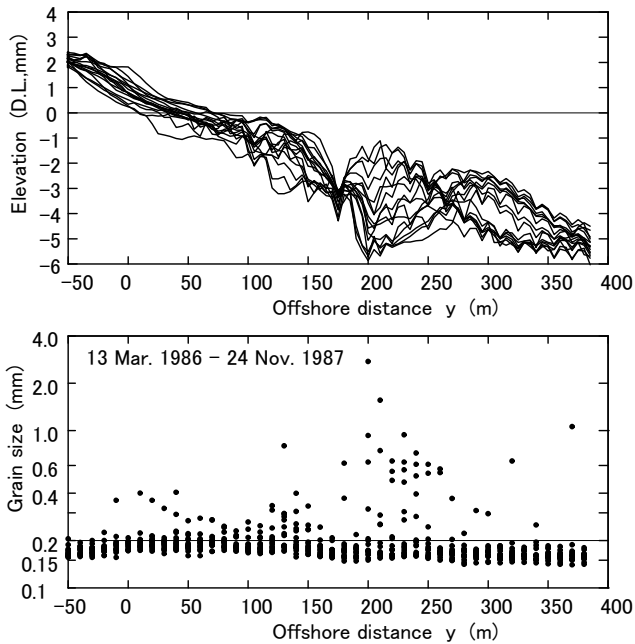 4
3
2
1
0
−1
−2
−3
−4
−5
−6
Elevation (D.L.,mm)
−50 0 50 100 150 200 250 300 350 400
Offshore distance y (m)
4.0
2.0
1.0
0.6
0.4
0.2
0.15
0.1
Grain size (mm)
13 Mar. 1986 − 24 Nov. 1987
−50 0 50 100 150 200 250 300 350 400
Offshore distance y (m)